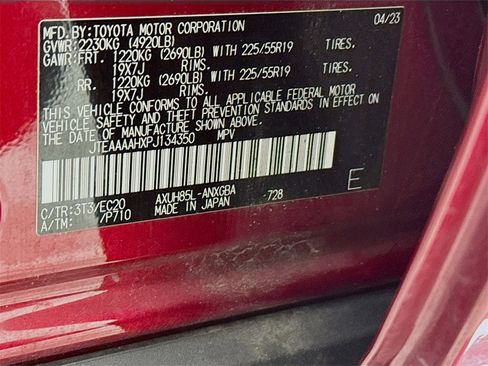 MFD.BY:TOYOTA MOTOR CORPORATION 04/23
GVWR:2230KG (4920LB)
GAWR:FRT. 1220KG (2690LB) WITH 225/55R19 TIRES.
19X7J
RR. 1220KG (2690LB) WITH 225/55R19 TIRES.
19X7J
THIS VEHICLE CONFORMS TO ALL APPLICABLE FEDERAL MOTOR
VEHICLE SAFETY AND THEFT PREVENTION STANDARDS IN EFFECT ON
THE DATE OF MANUFACTURE SHOWN ABOVE.
JTEAAAAHXPJ134350 MPV
C/TR:3T3/EC20 AXUH85L-ANXGBA -728 E
A/TM: /P710 MADE IN JAPAN